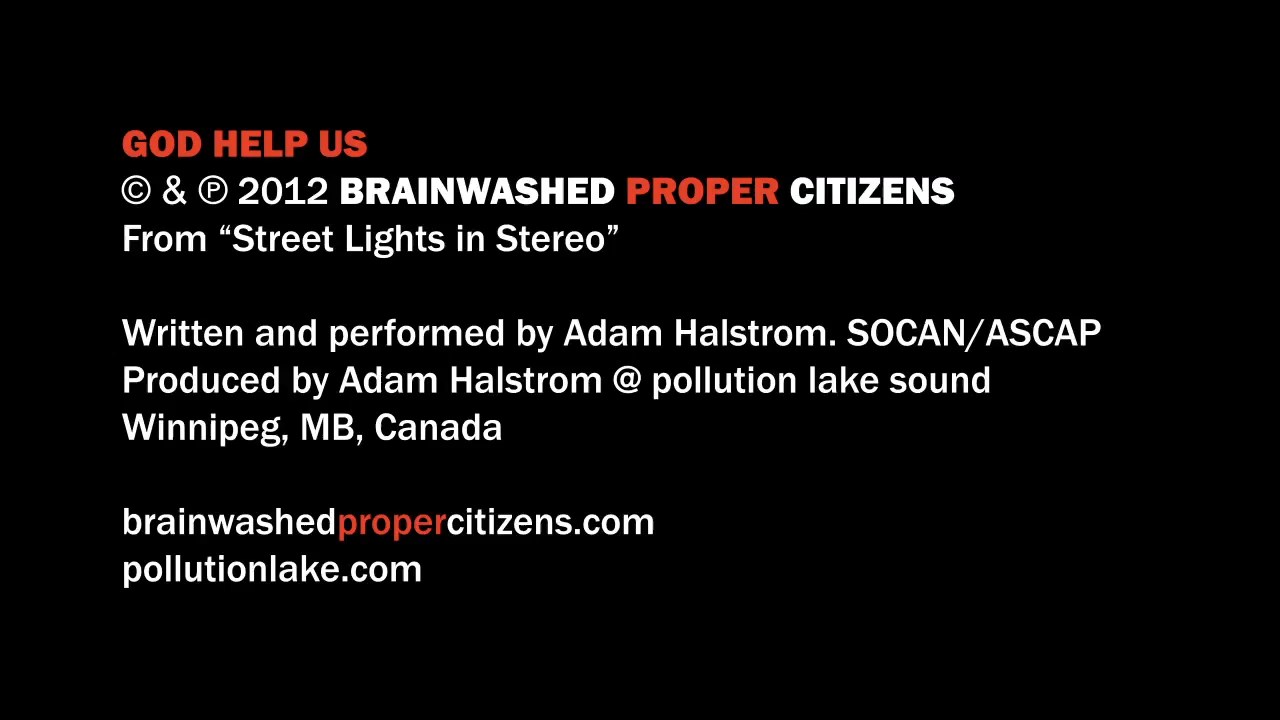 GOD HELP US
© & ℗ 2012 BRAINWASHED PROPER CITIZENS
From “Street Lights in Stereo”
Written and performed by Adam Halstrom. SOCAN/ASCAP
Produced by Adam Halstrom @ pollution lake sound
Winnipeg, MB, Canada
brainwashedpropercitizens.com
pollutionlake.com